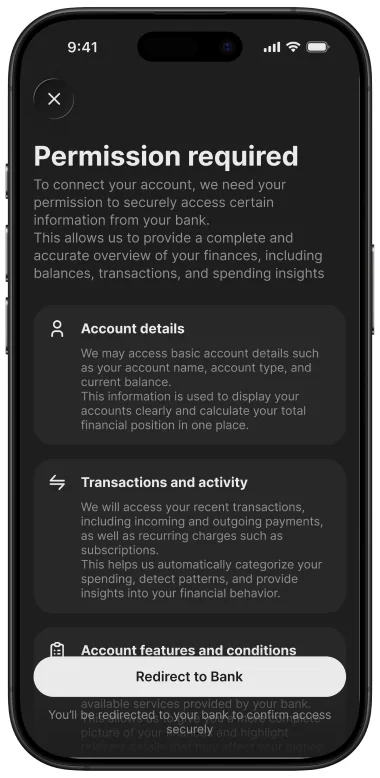 9:41
Permission required
To connect your account, we need your
permission to securely access certain
information from your bank.
This allows us to provide a complete and
accurate overview of your finances, including
balances, transactions, and spending insights
Account details
We may access basic account details such
as your account name, account type, and
current balance.
This information is used to display your
accounts clearly and calculate your total
financial position in one place.
Transactions and activity
We will access your recent transactions,
including incoming and outgoing payments,
as well as recurring charges such as
subscriptions.
This helps us automatically categorize your
spending, detect patterns, and provide
insights into your financial behavior.
Account features and conditions
Redirect to Bank
available services provided by your bank.
You'll be redirected to your bank to confirm access
securely
picture of your
and highlight